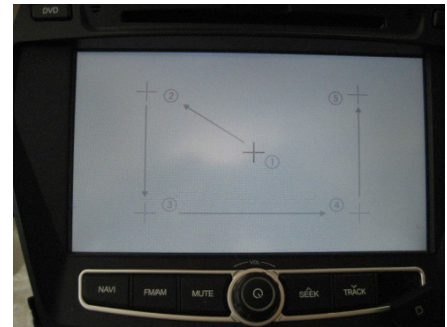 DVD
② ⑤
①
③ ④
VOL
NAVI FM/AM MUTE SEEK TRACK